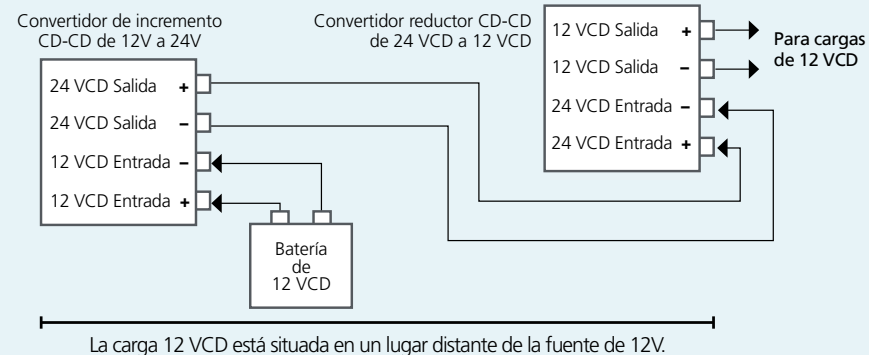 Convertidor de incremento
CD-CD de 12V a 24V
24 VCD Salida +
24 VCD Salida –
12 VCD Entrada –
12 VCD Entrada +
Batería
de
12 VCD
Convertidor reductor CD-CD
de 24 VCD a 12 VCD
12 VCD Salida +
12 VCD Salida –
24 VCD Entrada –
24 VCD Entrada +
Para cargas
de 12 VCD
La carga 12 VCD está situada en un lugar distante de la fuente de 12V.